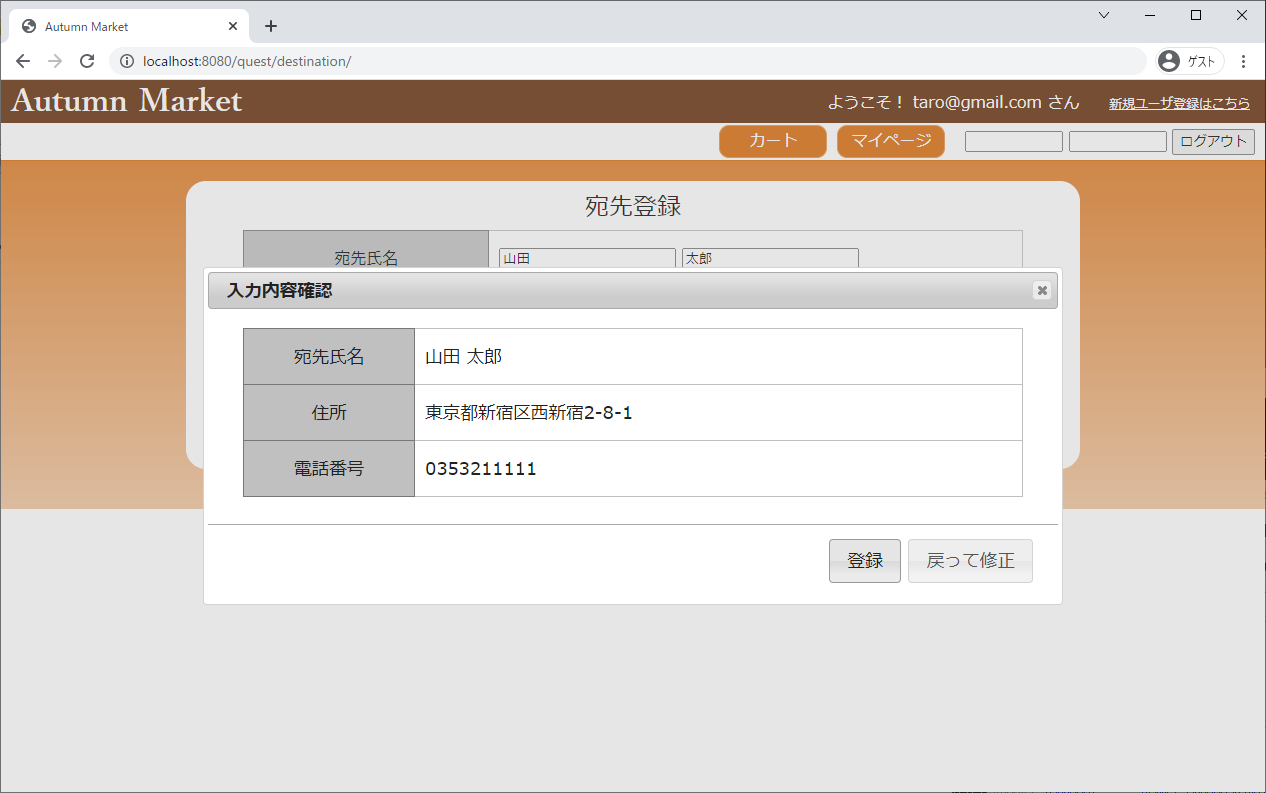 Autumn Market
localhost:8080/quest/destination/
ゲスト
Autumn Market
ようこそ！ taro@gmail.com さん 新規ユーザ登録はこちら
カート マイページ ログアウト
宛先登録
宛先氏名 山田 太郎
入力内容確認
宛先氏名 山田 太郎
住所 東京都新宿区西新宿2-8-1
電話番号 0353211111
登録 戻って修正